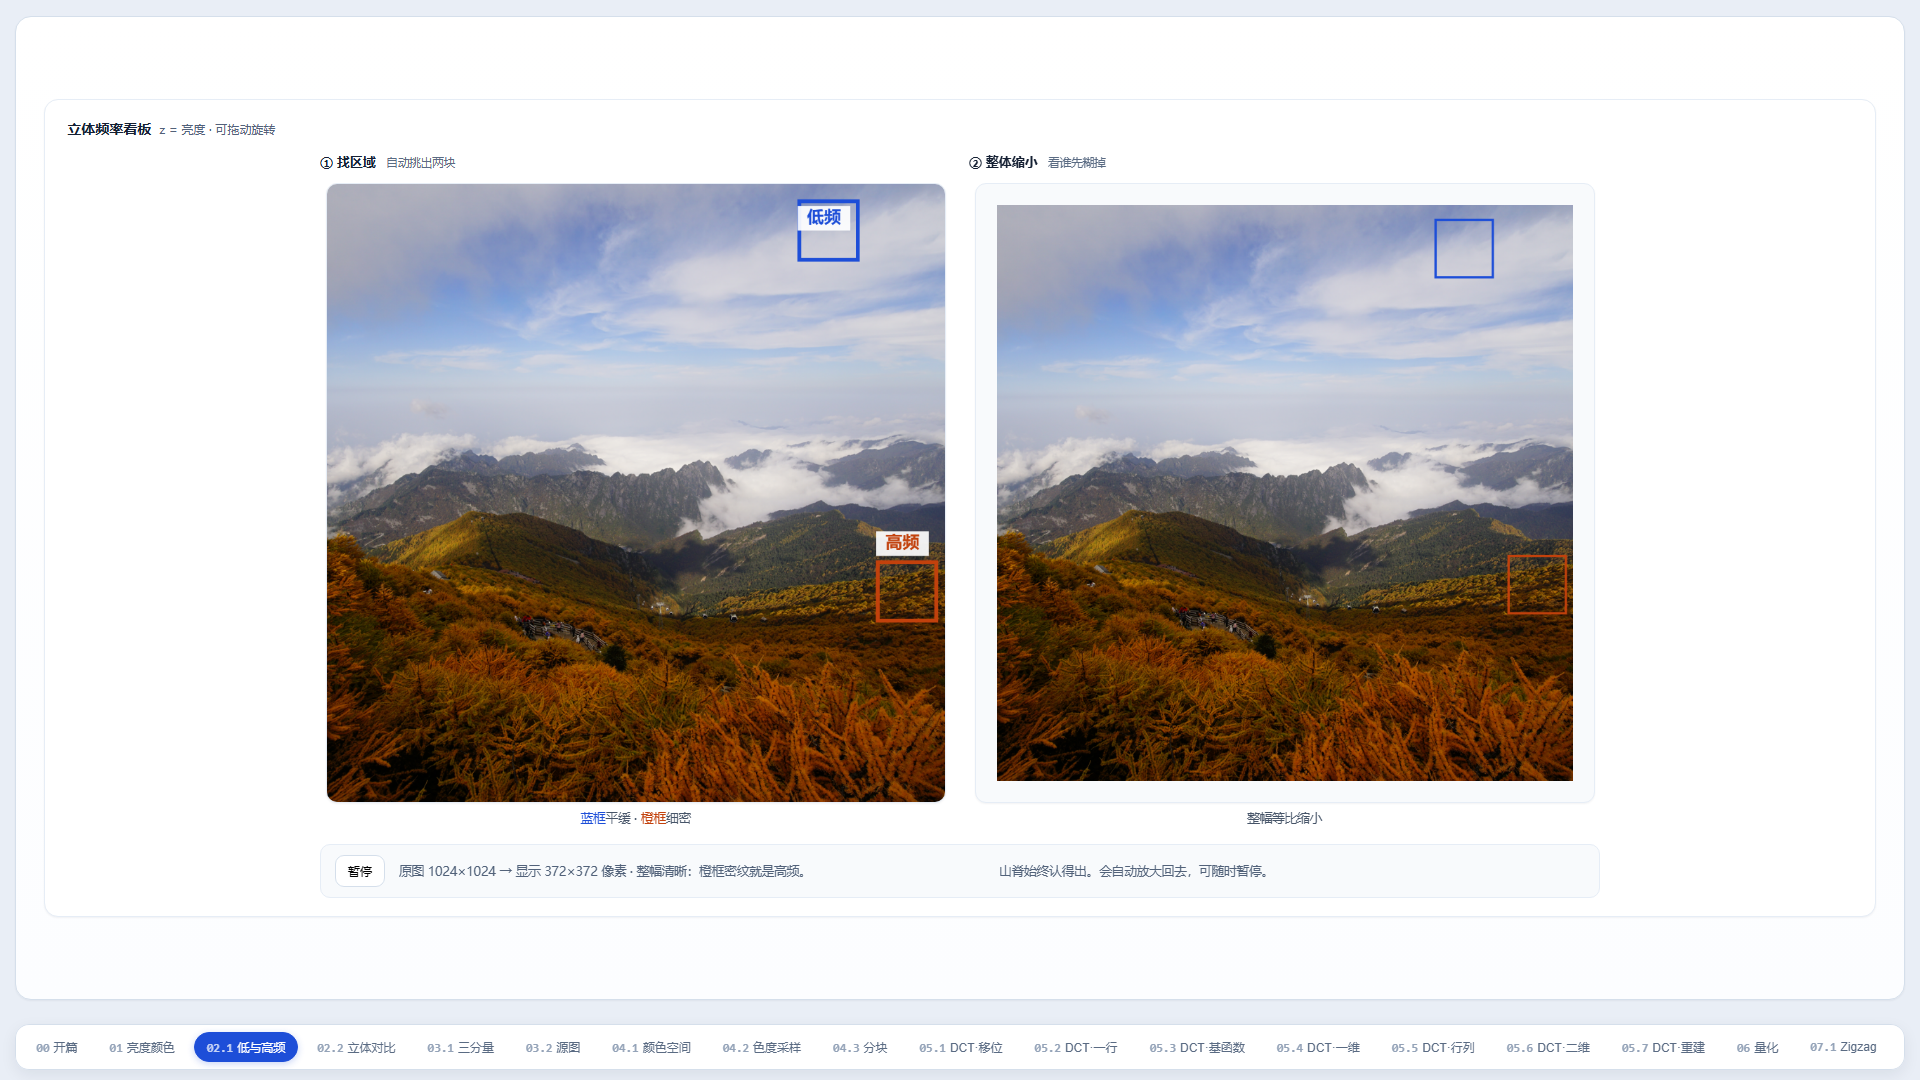 立体频率看板 z = 亮度 · 可拖动旋转
① 找区域 自动挑出两块
② 整体缩小 看谁先糊掉
低频
高频
蓝框平缓 · 橙框细密
整幅等比缩小
暂停 原图 1024×1024 → 显示 372×372 像素 · 整幅清晰：橙框密纹就是高频。 山脊始终认得出。会自动放大回去，可随时暂停。
00 开篇 01 亮度颜色 02.1 低与高频 02.2 立体对比 03.1 三分量 03.2 源图 04.1 颜色空间 04.2 色度采样 04.3 分块 05.1 DCT·移位 05.2 DCT·一行 05.3 DCT·基函数 05.4 DCT·一维 05.5 DCT·行列 05.6 DCT·二维 05.7 DCT·重建 06 量化 07.1 Zigzag